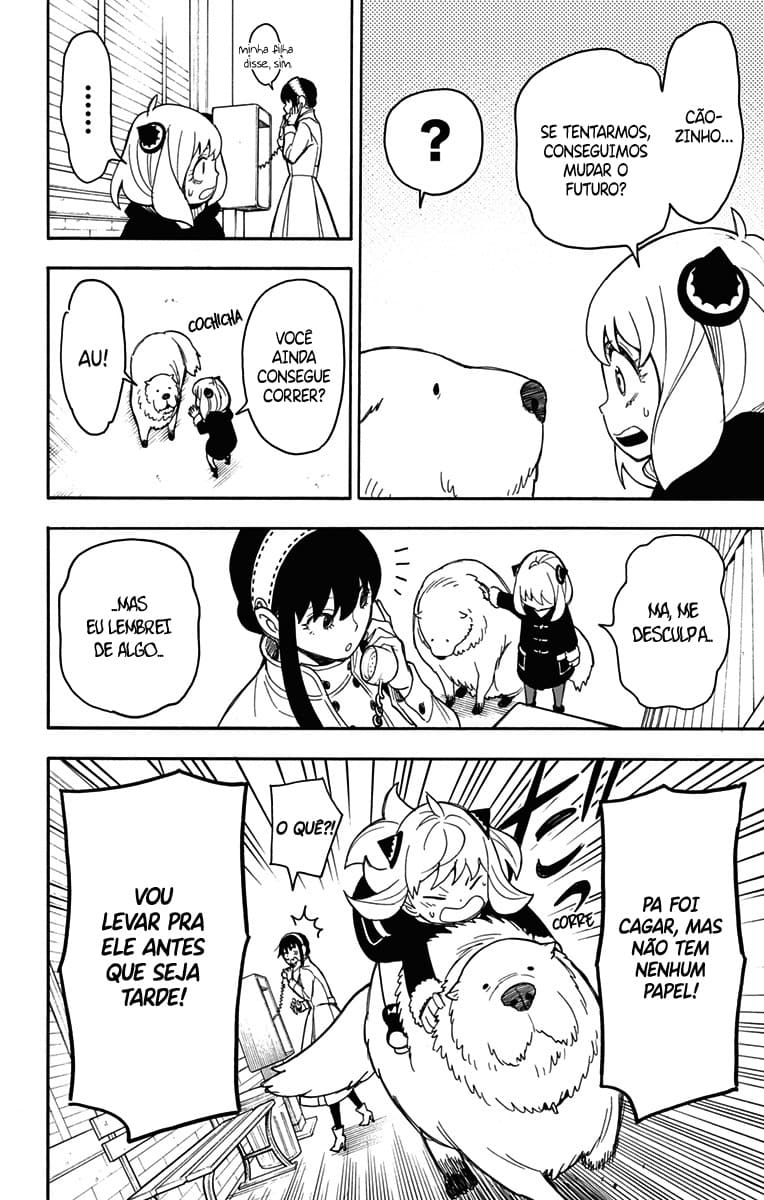 CÃO-
ZINHO...
SE TENTARMOS,
CONSEGUIMOS
MUDAR O
FUTURO?
?
minha filha
disse, sim.
......
VOCÊ
AINDA
CONSEGUE
CORRER?
COCHICHA
AU!
MA, ME
DESCULPA..
..MAS
EU LEMBREI
DE ALGO..
PA FOI
CAGAR, MAS
NÃO TEM
NENHUM
PAPEL!
CORRE
O QUÊ?!
VOU
LEVAR PRA
ELE ANTES
QUE SEJA
TARDE!